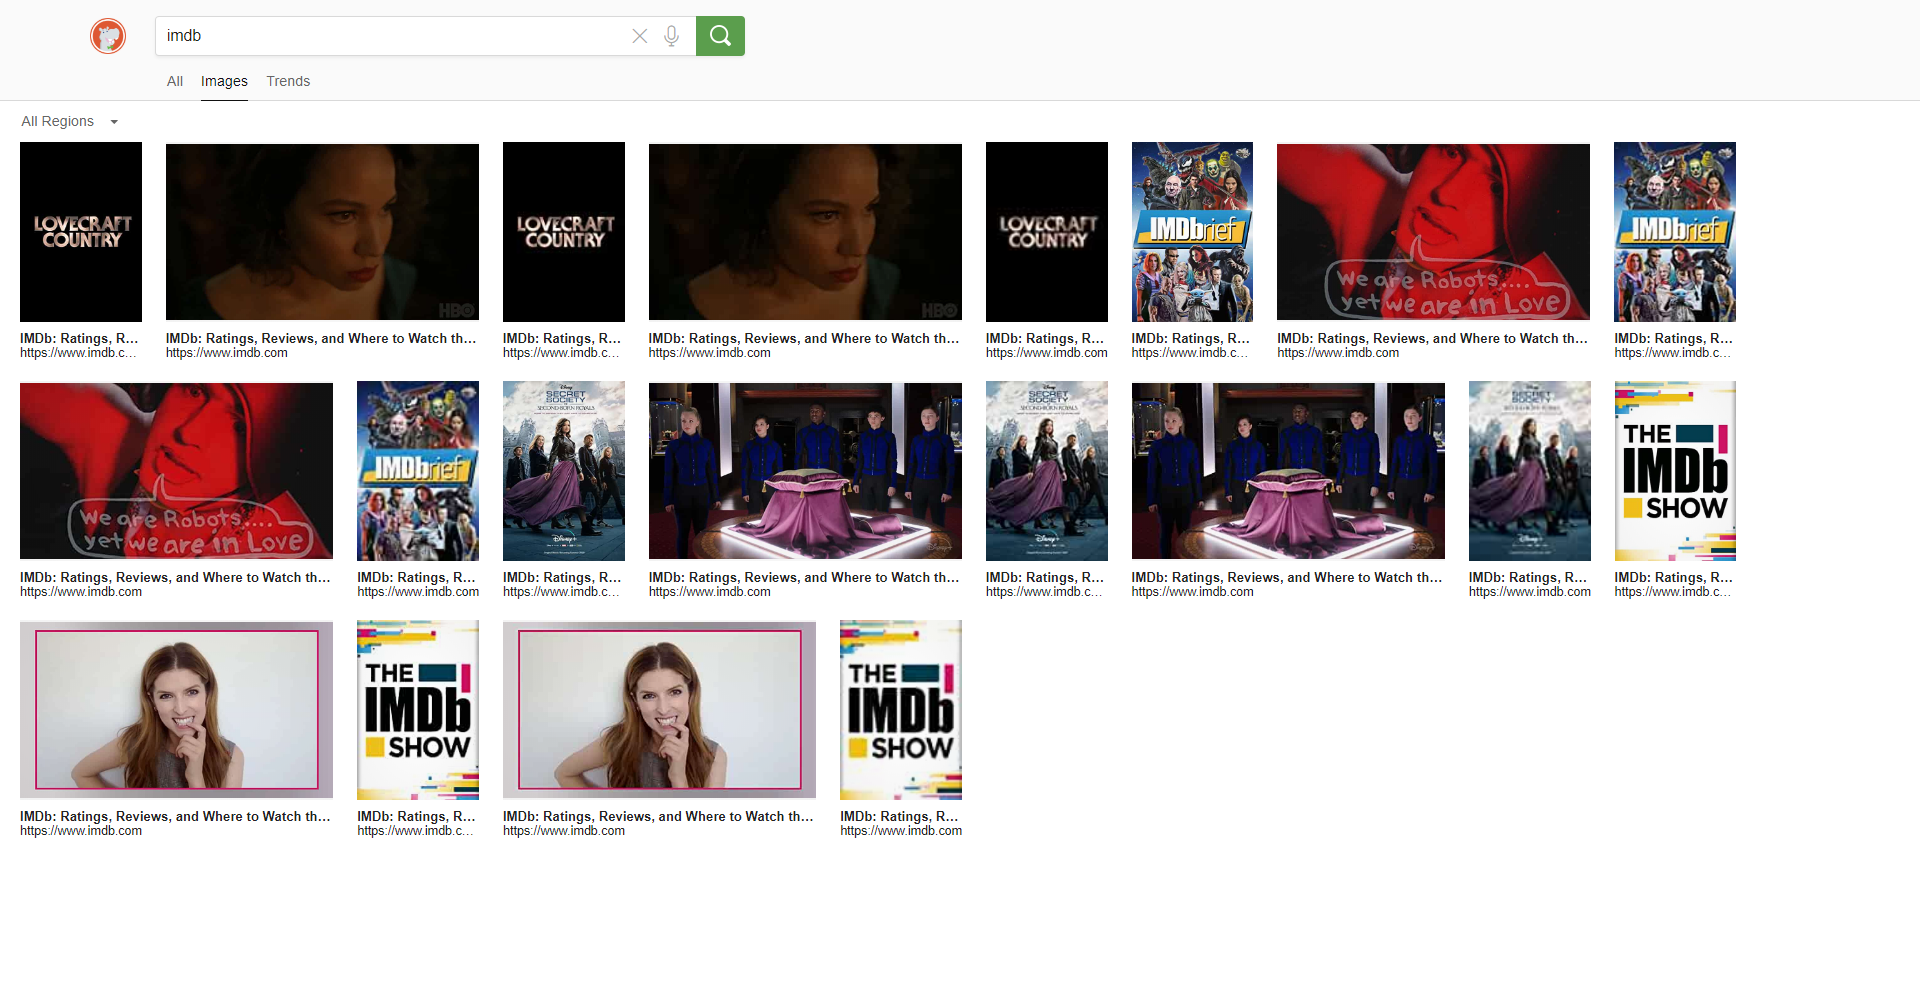 imdb
All Images Trends
All Regions
LOVECRAFT
COUNTRY
HBO
LOVECRAFT
COUNTRY
HBO
LOVECRAFT
COUNTRY
IMDbrief
We are Robots....
yet we are in Love
IMDbrief
IMDb: Ratings, R...
https://www.imdb.c...
IMDb: Ratings, Reviews, and Where to Watch th...
https://www.imdb.com
IMDb: Ratings, R...
https://www.imdb.c...
IMDb: Ratings, Reviews, and Where to Watch th...
https://www.imdb.com
IMDb: Ratings, R...
https://www.imdb.com
IMDb: Ratings, R...
https://www.imdb.c...
IMDb: Ratings, Reviews, and Where to Watch th...
https://www.imdb.com
IMDb: Ratings, R...
https://www.imdb.c...
We are Robots....
yet we are in Love
IMDbrief
Disney
SECRET
SOCIETY
SECOND-BORN ROYALS
Disney+
Disney+
Disney
SECRET
SOCIETY
SECOND-BORN ROYALS
Disney+
Disney+
SECRET
SOCIETY
Disney+
THE
IMDb
SHOW
IMDb: Ratings, Reviews, and Where to Watch th...
https://www.imdb.com
IMDb: Ratings, R...
https://www.imdb.com
IMDb: Ratings, R...
https://www.imdb.c...
IMDb: Ratings, Reviews, and Where to Watch th...
https://www.imdb.com
IMDb: Ratings, R...
https://www.imdb.c...
IMDb: Ratings, Reviews, and Where to Watch th...
https://www.imdb.com
IMDb: Ratings, R...
https://www.imdb.com
IMDb: Ratings, R...
https://www.imdb.c...
THE
IMDb
SHOW
THE
IMDb
SHOW
IMDb: Ratings, Reviews, and Where to Watch th...
https://www.imdb.com
IMDb: Ratings, R...
https://www.imdb.c...
IMDb: Ratings, Reviews, and Where to Watch th...
https://www.imdb.com
IMDb: Ratings, R...
https://www.imdb.com